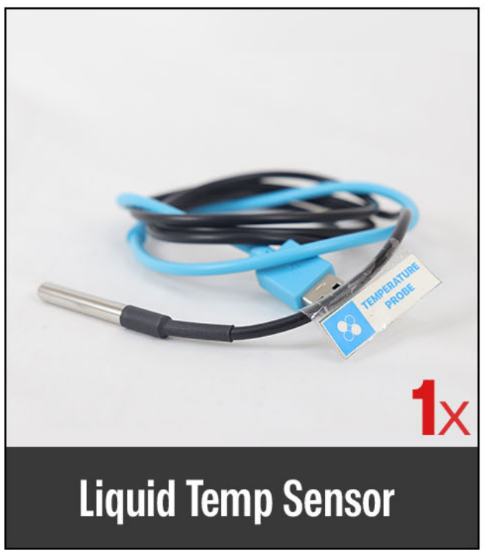 TEMPERATURE
PROBE
1x
Liquid Temp Sensor